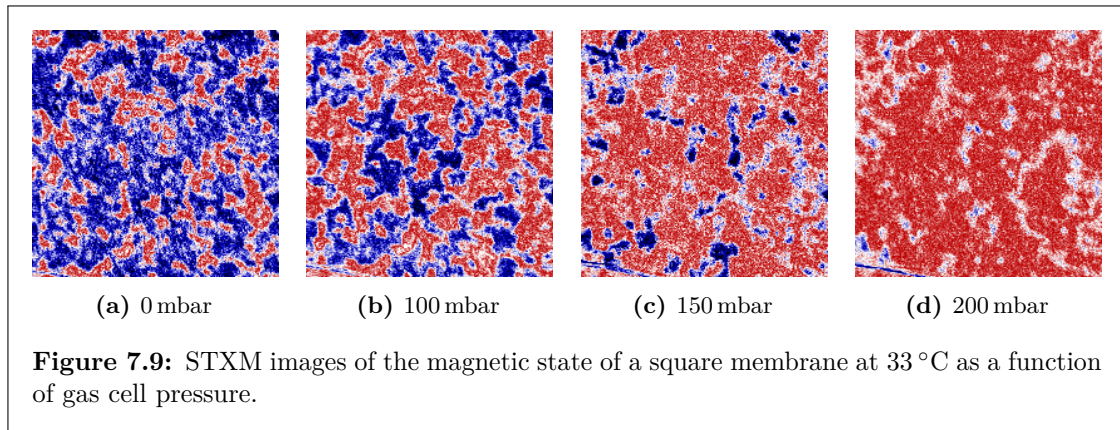 (a) 0 mbar
(b) 100 mbar
(c) 150 mbar
(d) 200 mbar
Figure 7.9: STXM images of the magnetic state of a square membrane at 33 °C as a function
of gas cell pressure.